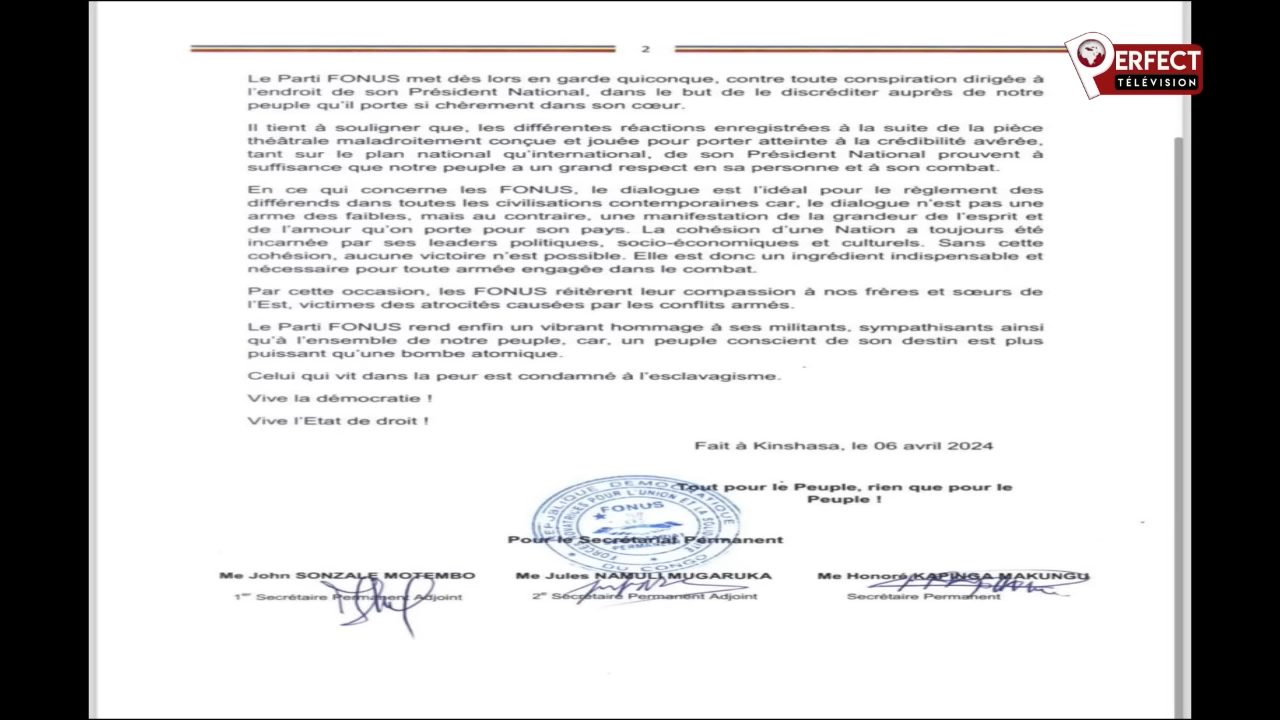 2
PERFECT
TÉLÉVISION
Le Parti FONUS met dès lors en garde quiconque, contre toute conspiration dirigée à
l'endroit de son Président National, dans le but de le discréditer auprès de notre
peuple qu'il porte si chèrement dans son cœur.
Il tient à souligner que, les différentes réactions enregistrées à la suite de la pièce
théâtrale maladroitement conçue et jouée pour porter atteinte à la crédibilité avérée,
tant sur le plan national qu'international, de son Président National prouvent à
suffisance que notre peuple a un grand respect en sa personne et à son combat.
En ce qui concerne les FONUS, le dialogue est l'idéal pour le règlement des
différends dans toutes les civilisations contemporaines car, le dialogue n'est pas une
arme des faibles, mais au contraire, une manifestation de la grandeur de l'esprit et
de l'amour qu'on porte pour son pays. La cohésion d'une Nation a toujours été
incarnée par ses leaders politiques, socio-économiques et culturels. Sans cette
cohésion, aucune victoire n'est possible. Elle est donc un ingrédient indispensable et
nécessaire pour toute armée engagée dans le combat.
Par cette occasion, les FONUS réitèrent leur compassion à nos frères et sœurs de
l'Est, victimes des atrocités causées par les conflits armés.
Le Parti FONUS rend enfin un vibrant hommage à ses militants, sympathisants ainsi
qu'à l'ensemble de notre peuple, car, un peuple conscient de son destin est plus
puissant qu'une bombe atomique.
Celui qui vit dans la peur est condamné à l'esclavagisme.
Vive la démocratie !
Vive l'Etat de droit !
Fait à Kinshasa, le 06 avril 2024
Tout pour le Peuple, rien que pour le
Peuple !
REPUBLIQUE DEMOCRATIQUE
DU CONGO
FORCES NOVATRICES POUR L'UNION ET LA SOLIDARITE
FONUS
PERMANENT
Pour le Secrétariat Permanent
Me John SONZALE MOTEMBO Me Jules NAMULI MUGARUKA Me Honoré KAPINGA MAKUNGU
1er Secrétaire Permanent Adjoint 2e Secrétaire Permanent Adjoint Secrétaire Permanent